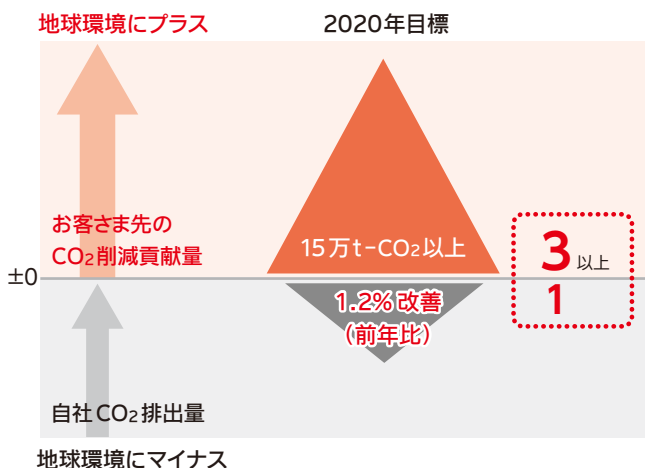 地球環境にプラス
2020年目標
お客さま先の
CO2削減貢献量
15万t-CO2以上
3以上
±0
1
1.2%改善
(前年比)
自社CO2排出量
地球環境にマイナス